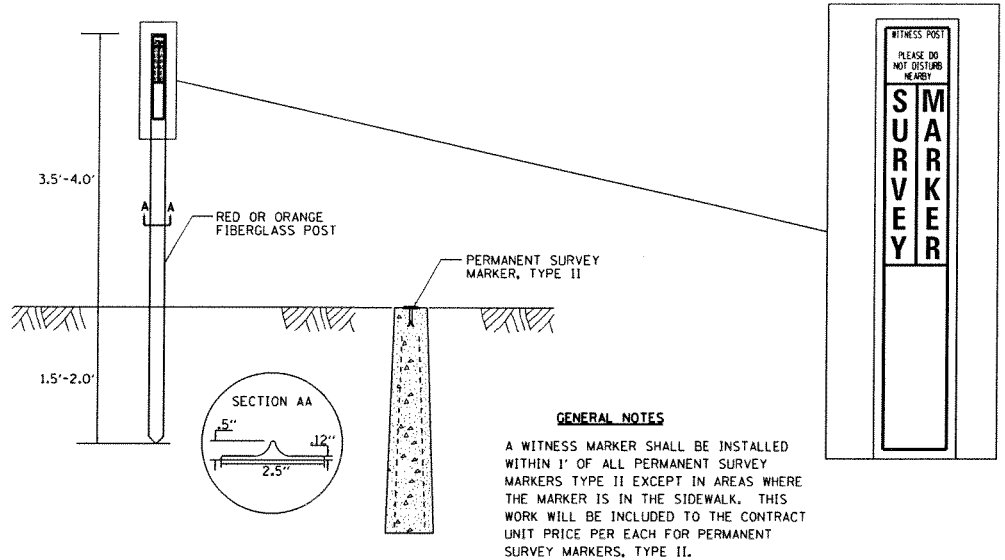 WITNESS POST
PLEASE DO
NOT DISTURB
NEARBY
SURVEY
MARKER
3.5'-4.0'
A A
RED OR ORANGE
FIBERGLASS POST
PERMANENT SURVEY
MARKER, TYPE II
1.5'-2.0'
SECTION AA
.5"
.12"
2.5"
GENERAL NOTES
A WITNESS MARKER SHALL BE INSTALLED
WITHIN 1' OF ALL PERMANENT SURVEY
MARKERS TYPE II EXCEPT IN AREAS WHERE
THE MARKER IS IN THE SIDEWALK. THIS
WORK WILL BE INCLUDED TO THE CONTRACT
UNIT PRICE PER EACH FOR PERMANENT
SURVEY MARKERS, TYPE II.